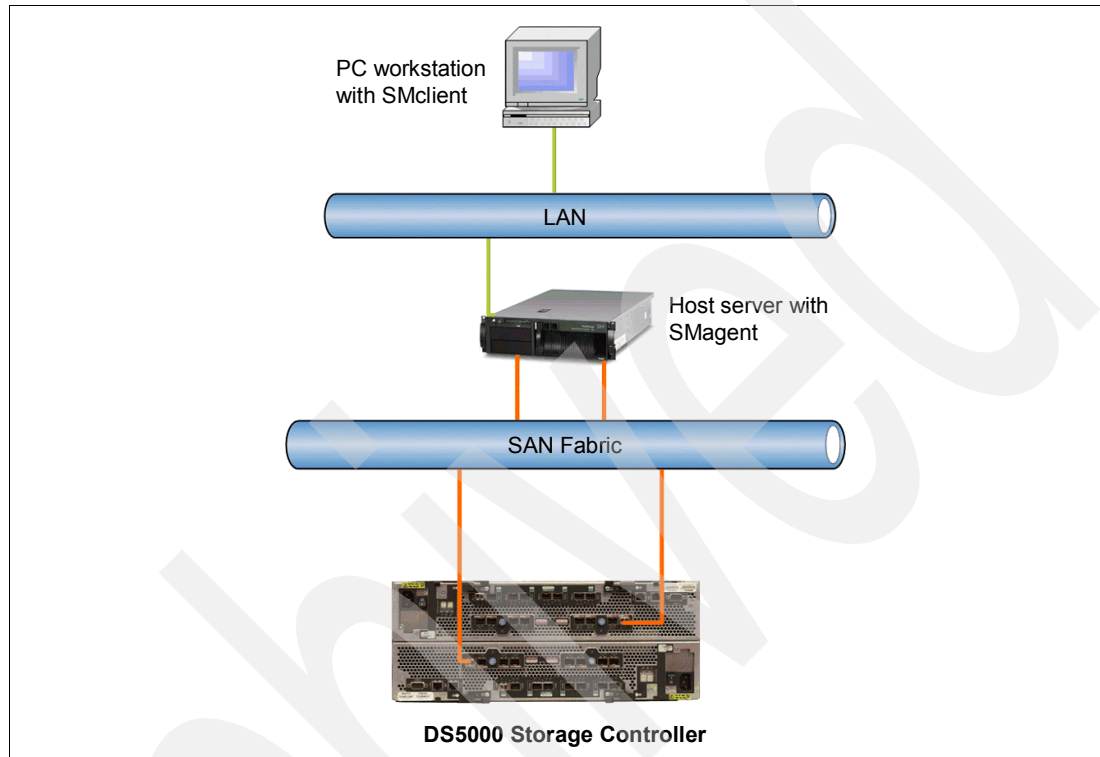 PC workstation
with SMclient
LAN
Host server with
SMagent
SAN Fabric
DS5000 Storage Controller